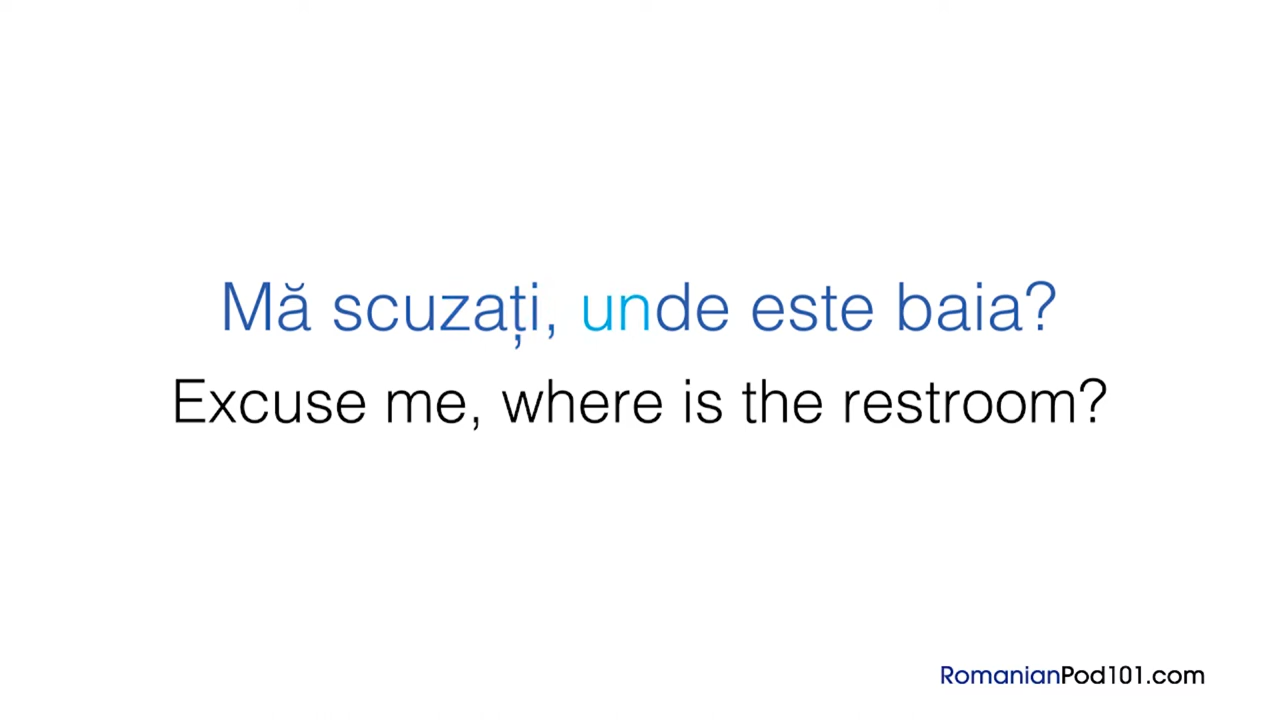 Mă scuzați, unde este baia?
Excuse me, where is the restroom?
RomanianPod101.com